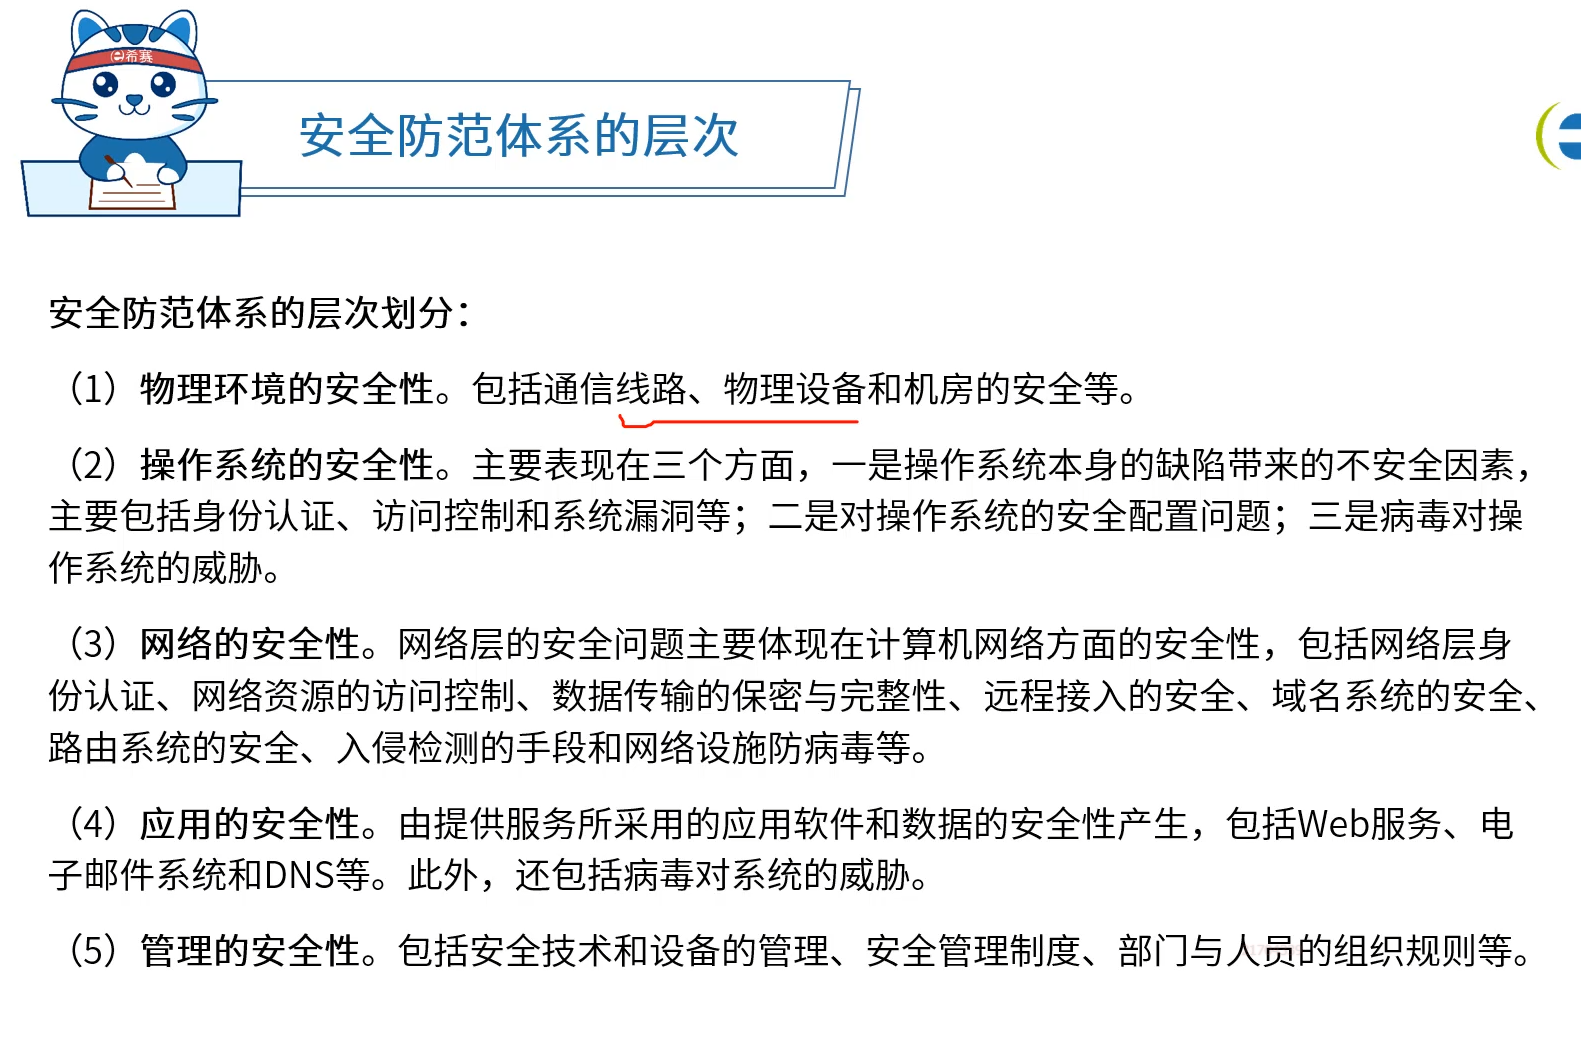 希赛
安全防范体系的层次
安全防范体系的层次划分：
（1）物理环境的安全性。包括通信线路、物理设备和机房的安全等。
（2）操作系统的安全性。主要表现在三个方面，一是操作系统本身的缺陷带来的不安全因素，
主要包括身份认证、访问控制和系统漏洞等；二是对操作系统的安全配置问题；三是病毒对操
作系统的威胁。
（3）网络的安全性。网络层的安全问题主要体现在计算机网络方面的安全性，包括网络层身
份认证、网络资源的访问控制、数据传输的保密与完整性、远程接入的安全、域名系统的安全、
路由系统的安全、入侵检测的手段和网络设施防病毒等。
（4）应用的安全性。由提供服务所采用的应用软件和数据的安全性产生，包括Web服务、电
子邮件系统和DNS等。此外，还包括病毒对系统的威胁。
（5）管理的安全性。包括安全技术和设备的管理、安全管理制度、部门与人员的组织规则等。